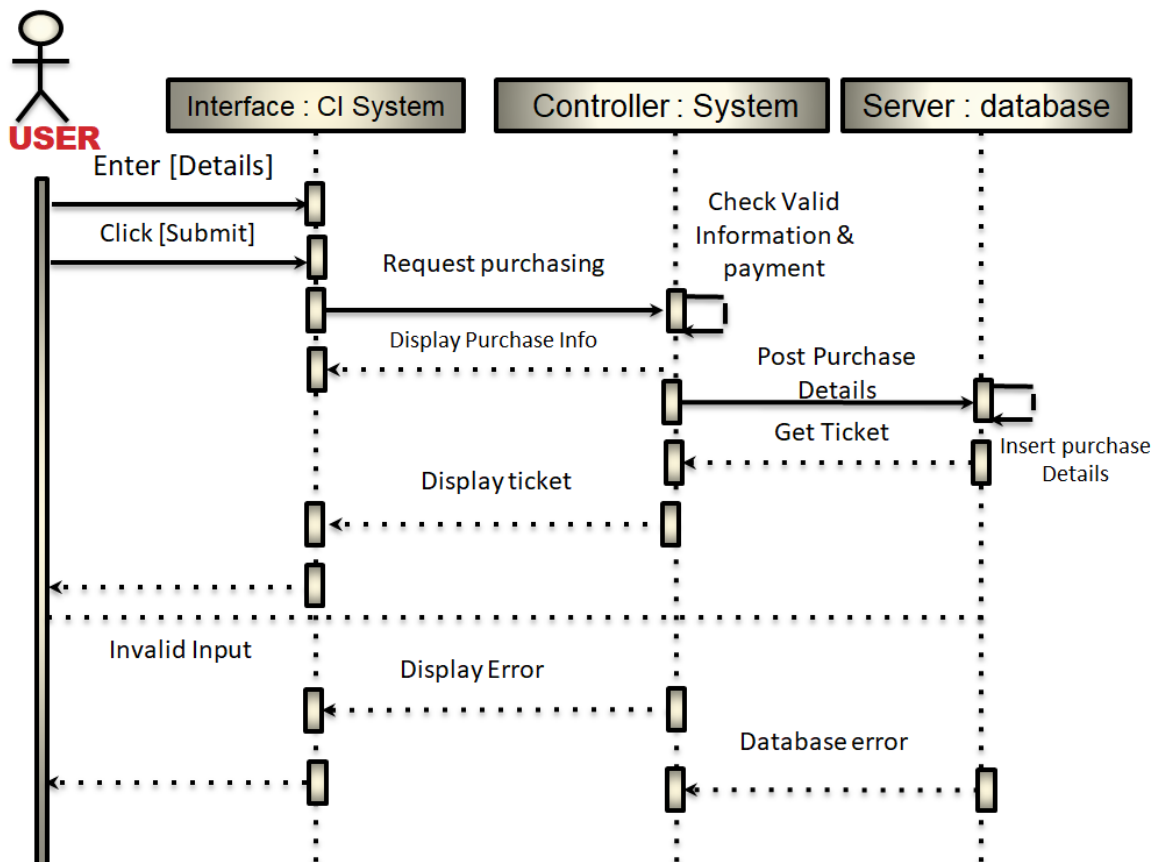 USER
Interface : CI System
Controller : System
Server : database
Enter [Details]
Click [Submit]
Check Valid
Information &
payment
Request purchasing
Display Purchase Info
Post Purchase
Details
Get Ticket
Insert purchase
Details
Display ticket
Invalid Input
Display Error
Database error